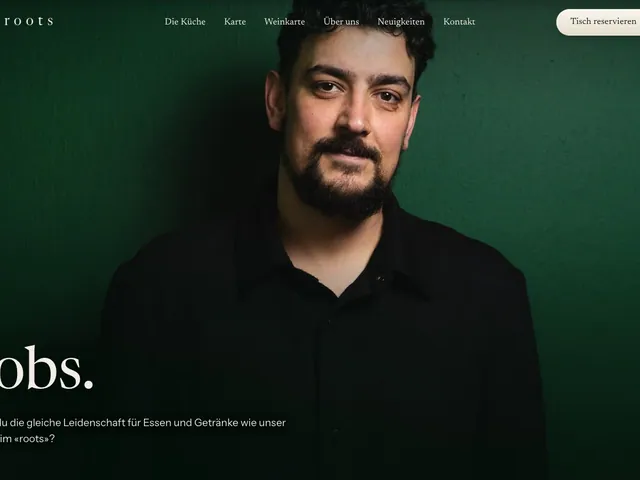 roots
Die Küche Karte Weinkarte Über uns Neuigkeiten Kontakt
Tisch reservieren
obs.
du die gleiche Leidenschaft für Essen und Getränke wie unser
im «roots»?